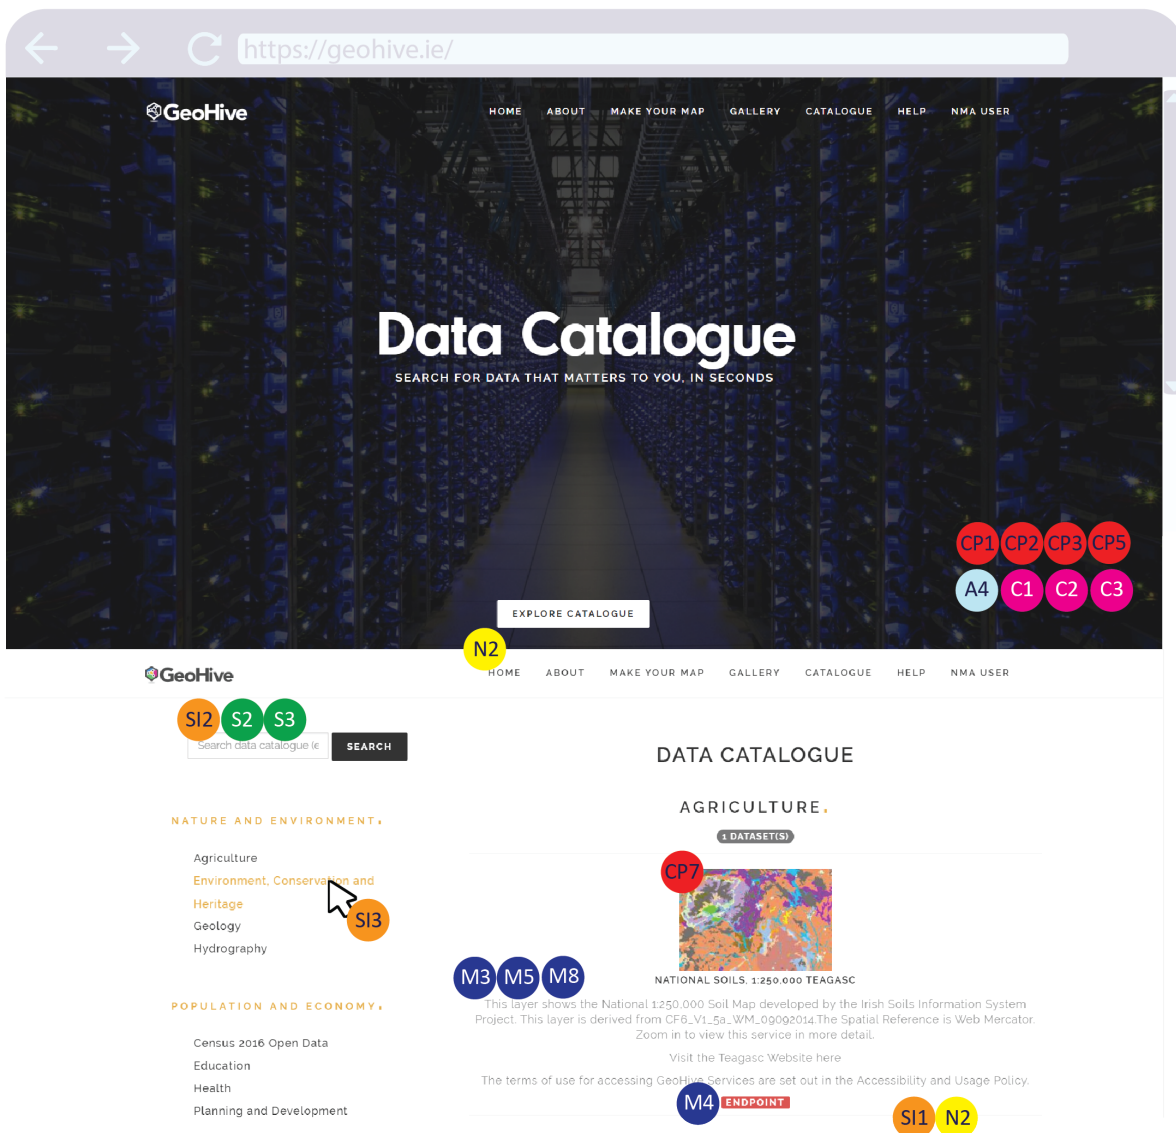 https://geohive.ie/
GeoHive
HOME ABOUT MAKE YOUR MAP GALLERY CATALOGUE HELP NMA USER
Data Catalogue
SEARCH FOR DATA THAT MATTERS TO YOU, IN SECONDS
CP1 CP2 CP3 CP5
A4 C1 C2 C3
EXPLORE CATALOGUE
N2
GeoHive
HOME ABOUT MAKE YOUR MAP GALLERY CATALOGUE HELP NMA USER
SI2 S2 S3
Search data catalogue (e
SEARCH
DATA CATALOGUE
AGRICULTURE.
1 DATASET(S)
NATURE AND ENVIRONMENT.
Agriculture
Environment, Conservation and
Heritage
Geology
Hydrography
SI3
CP7
NATIONAL SOILS. 1:250,000 TEAGASC
M3 M5 M8
This layer shows the National 1:250,000 Soil Map developed by the Irish Soils Information System
Project. This layer is derived from CF6_V1_5a_WM_09092014.The Spatial Reference is Web Mercator.
Zoom in to view this service in more detail.
Visit the Teagasc Website here
The terms of use for accessing GeoHive Services are set out in the Accessibility and Usage Policy.
M4 ENDPOINT
SI1 N2
POPULATION AND ECONOMY.
Census 2016 Open Data
Education
Health
Planning and Development